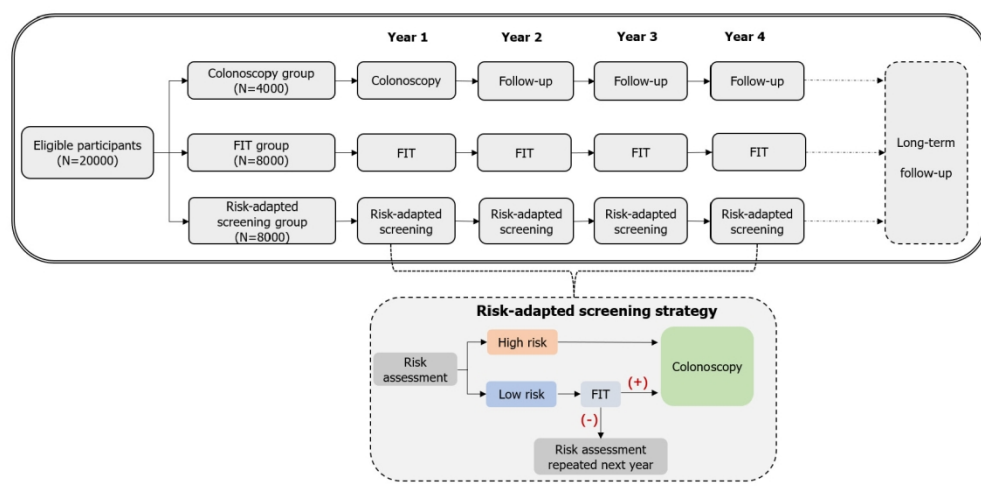 Year 1 Year 2 Year 3 Year 4
Colonoscopy group
(N=4000)
Colonoscopy
Follow-up
Follow-up
Follow-up
Eligible participants
(N=20000)
FIT group
(N=8000)
FIT
FIT
FIT
FIT
Long-term
follow-up
Risk-adapted
screening group
(N=8000)
Risk-adapted
screening
Risk-adapted
screening
Risk-adapted
screening
Risk-adapted
screening
Risk-adapted screening strategy
Risk
assessment
High risk
Low risk
FIT
(+)
(-)
Colonoscopy
Risk assessment
repeated next year